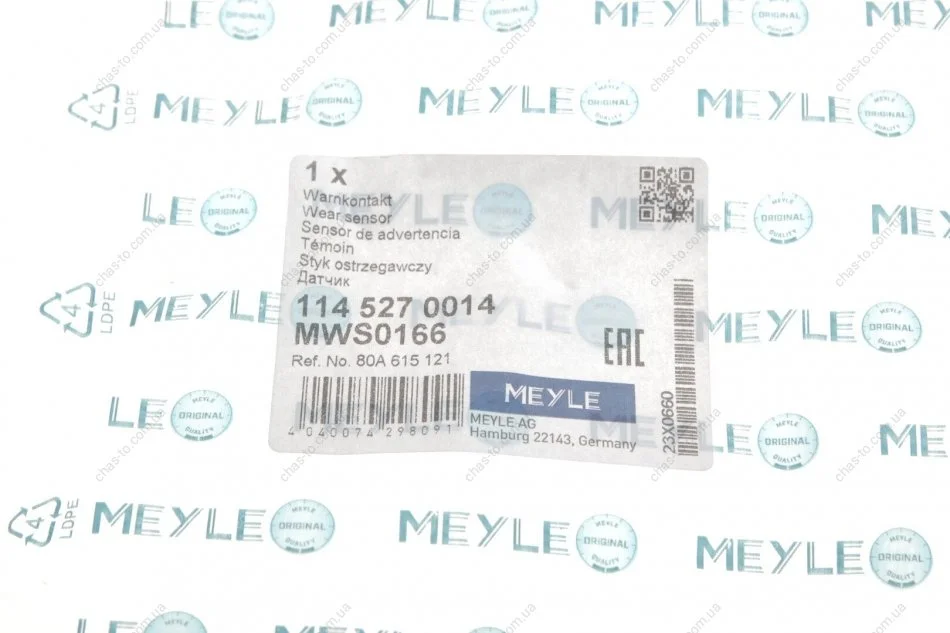 1 x
Warnkontakt
Wear sensor
Sensor de advertencia
Témoin
Styk ostrzegawczy
Датчик
114 527 0014
MWS0166
Ref. No. 80A 615 121
EAC
MEYLE
MEYLE AG
Hamburg 22143, Germany
4 040074 298091
23X0660
MEYLE
ORIGINAL
QUALITY
4
LDPE
chas-to.com.ua